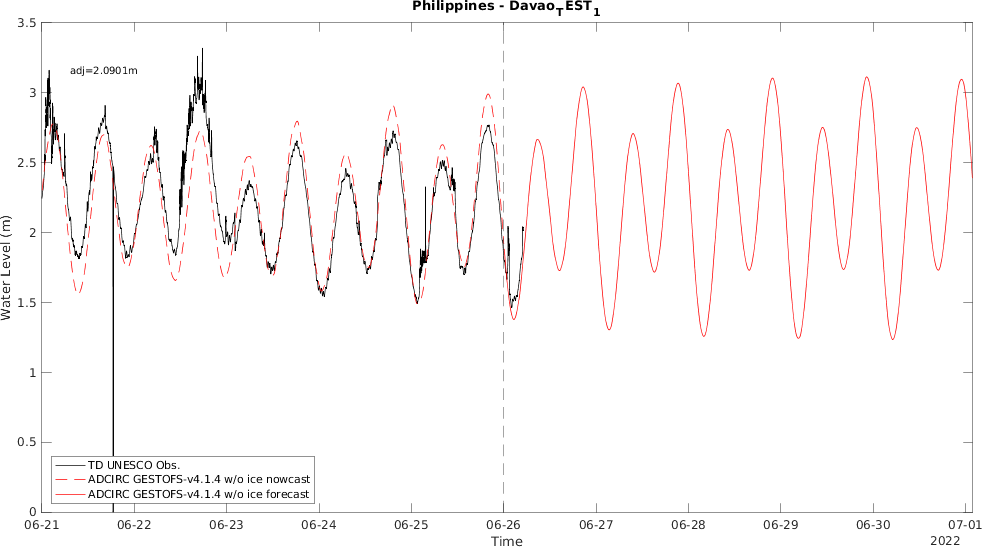 Philippines - Davao_TEST_1
3.5
adj=2.0901m
3
2.5
2
1.5
1
0.5
0
Water Level (m)
TD UNESCO Obs.
ADCIRC GESTOFS-v4.1.4 w/o ice nowcast
ADCIRC GESTOFS-v4.1.4 w/o ice forecast
06-21 06-22 06-23 06-24 06-25 06-26 06-27 06-28 06-29 06-30 07-01
Time
2022